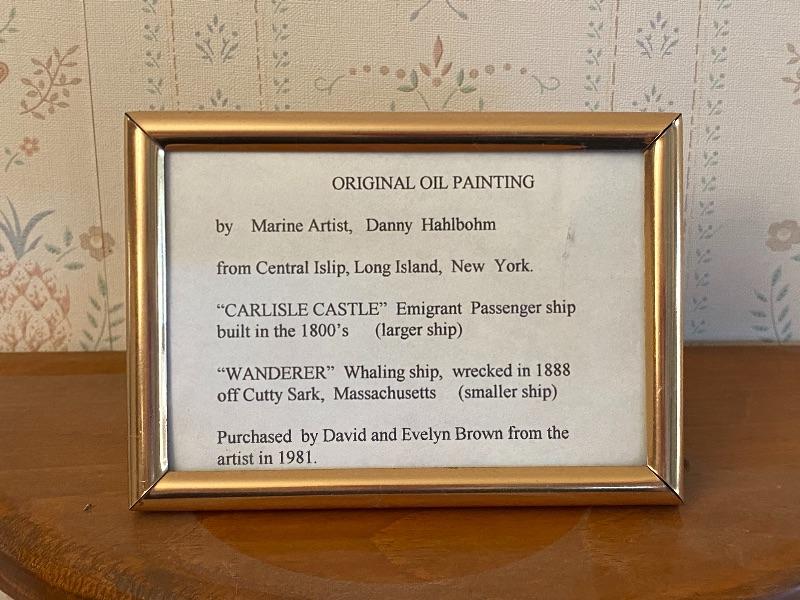 ORIGINAL OIL PAINTING
by Marine Artist, Danny Hahlbohm
from Central Islip, Long Island, New York.
“CARLISLE CASTLE” Emigrant Passenger ship
built in the 1800’s (larger ship)
“WANDERER” Whaling ship, wrecked in 1888
off Cutty Sark, Massachusetts (smaller ship)
Purchased by David and Evelyn Brown from the
artist in 1981.